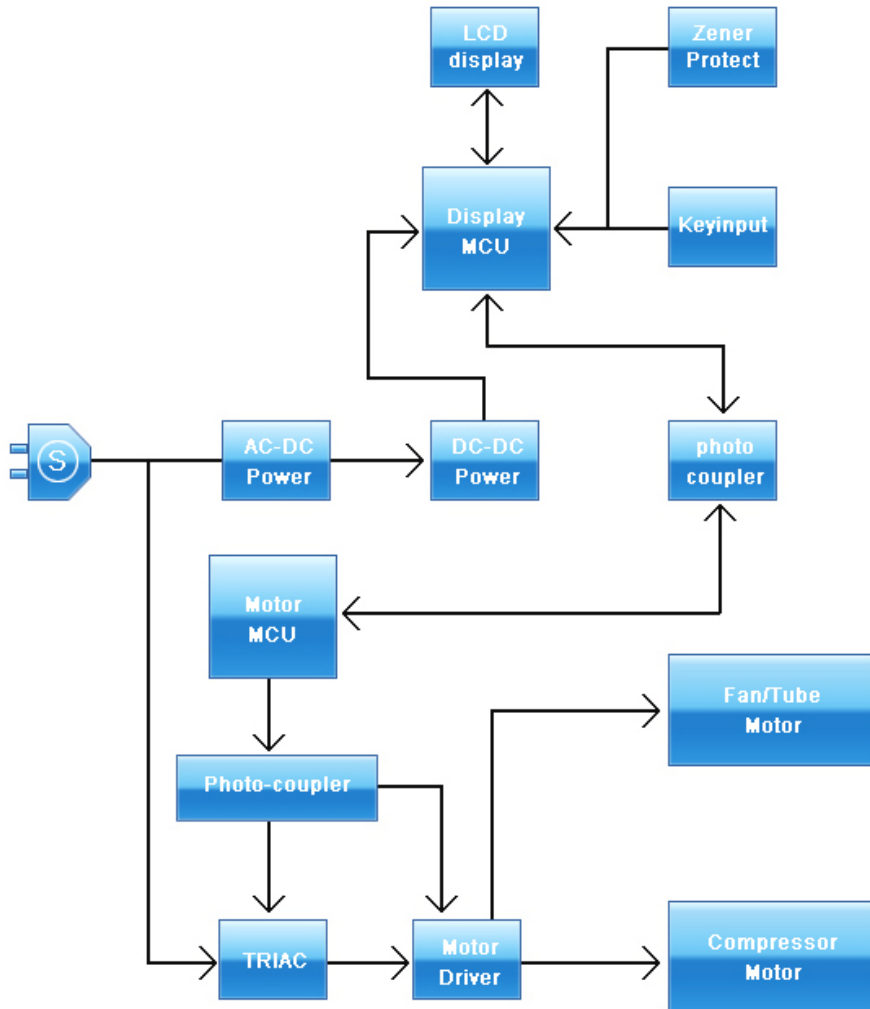 LCD
display
Zener
Protect
Display
MCU
Keyinput
S
AC-DC
Power
DC-DC
Power
photo
coupler
Motor
MCU
Fan/Tube
Motor
Photo-coupler
TRIAC
Motor
Driver
Compressor
Motor